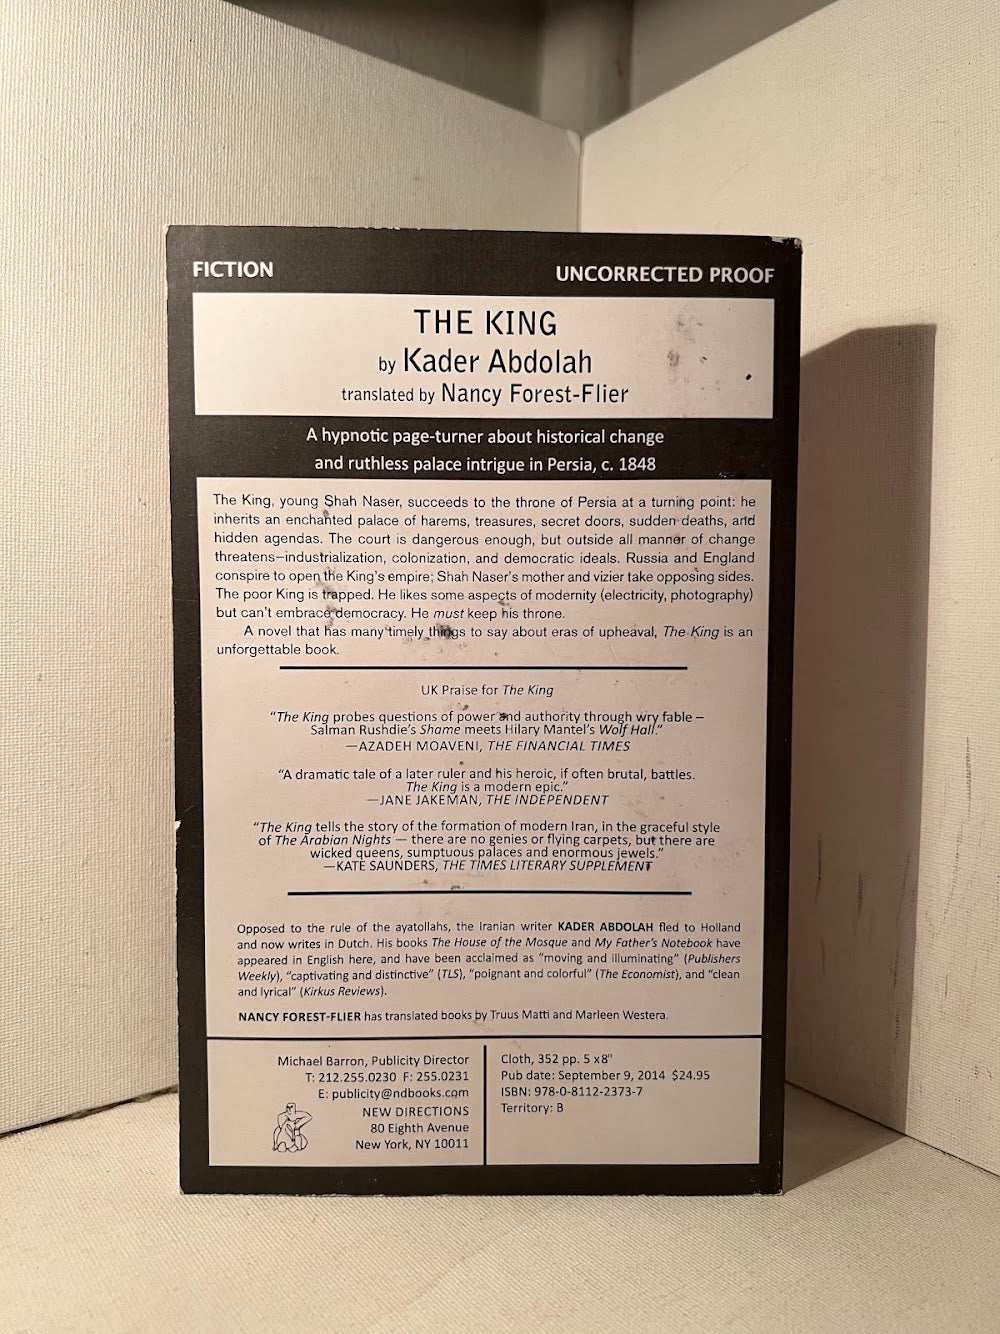 FICTION
UNCORRECTED PROOF
THE KING
by Kader Abdolah
translated by Nancy Forest-Flier
A hypnotic page-turner about historical change
and ruthless palace intrigue in Persia, c. 1848
The King, young Shah Naser, succeeds to the throne of Persia at a turning point: he
inherits an enchanted palace of harems, treasures, secret doors, sudden deaths, and
hidden agendas. The court is dangerous enough, but outside all manner of change
threatens—industrialization, colonization, and democratic ideals. Russia and England
conspire to open the King's empire; Shah Naser's mother and vizier take opposing sides.
The poor King is trapped. He likes some aspects of modernity (electricity, photography)
but can't embrace democracy. He must keep his throne.
A novel that has many timely things to say about eras of upheaval, The King is an
unforgettable book.
UK Praise for The King
“The King probes questions of power and authority through wry fable –
Salman Rushdie's Shame meets Hilary Mantel's Wolf Hall.”
—AZADEH MOAVENI, THE FINANCIAL TIMES
“A dramatic tale of a later ruler and his heroic, if often brutal, battles.
The King is a modern epic.”
—JANE JAKEMAN, THE INDEPENDENT
“The King tells the story of the formation of modern Iran, in the graceful style
of The Arabian Nights — there are no genies or flying carpets, but there are
wicked queens, sumptuous palaces and enormous jewels.”
—KATE SAUNDERS, THE TIMES LITERARY SUPPLEMENT
Opposed to the rule of the ayatollahs, the Iranian writer KADER ABDOLAH fled to Holland
and now writes in Dutch. His books The House of the Mosque and My Father's Notebook have
appeared in English here, and have been acclaimed as “moving and illuminating” (Publishers
Weekly), “captivating and distinctive” (TLS), “poignant and colorful” (The Economist), and “clean
and lyrical” (Kirkus Reviews).
NANCY FOREST-FLIER has translated books by Truus Matti and Marleen Westera.
Michael Barron, Publicity Director
T: 212.255.0230 F: 255.0231
E: publicity@ndbooks.com
NEW DIRECTIONS
80 Eighth Avenue
New York, NY 10011
Cloth, 352 pp. 5 x8"
Pub date: September 9, 2014 $24.95
ISBN: 978-0-8112-2373-7
Territory: B